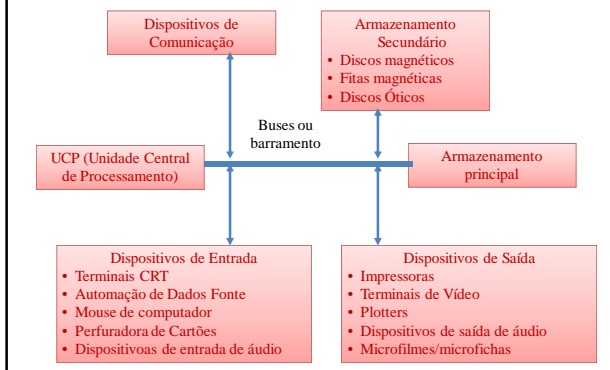 Dispositivos de
Comunicação
Armazenamento
Secundário
• Discos magnéticos
• Fitas magnéticas
• Discos Óticos
Buses ou
barramento
UCP (Unidade Central
de Processamento)
Armazenamento
principal
Dispositivos de Entrada
• Terminais CRT
• Automação de Dados Fonte
• Mouse de computador
• Perfuradora de Cartões
• Dispositivoas de entrada de áudio
Dispositivos de Saída
• Impressoras
• Terminais de Vídeo
• Plotters
• Dispositivos de saída de áudio
• Microfilmes/microfichas